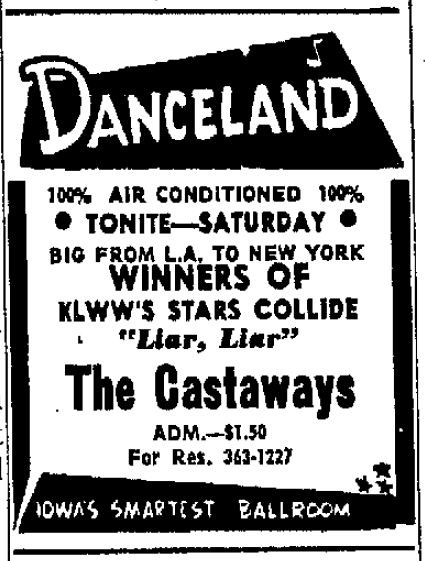 DANCELAND
100% AIR CONDITIONED 100%
● TONITE—SATURDAY ●
BIG FROM L.A. TO NEW YORK
WINNERS OF
KLWW'S STARS COLLIDE
"Liar, Liar"
The Castaways
ADM.—$1.50
For Res. 363-1227
IOWA'S SMARTEST BALLROOM